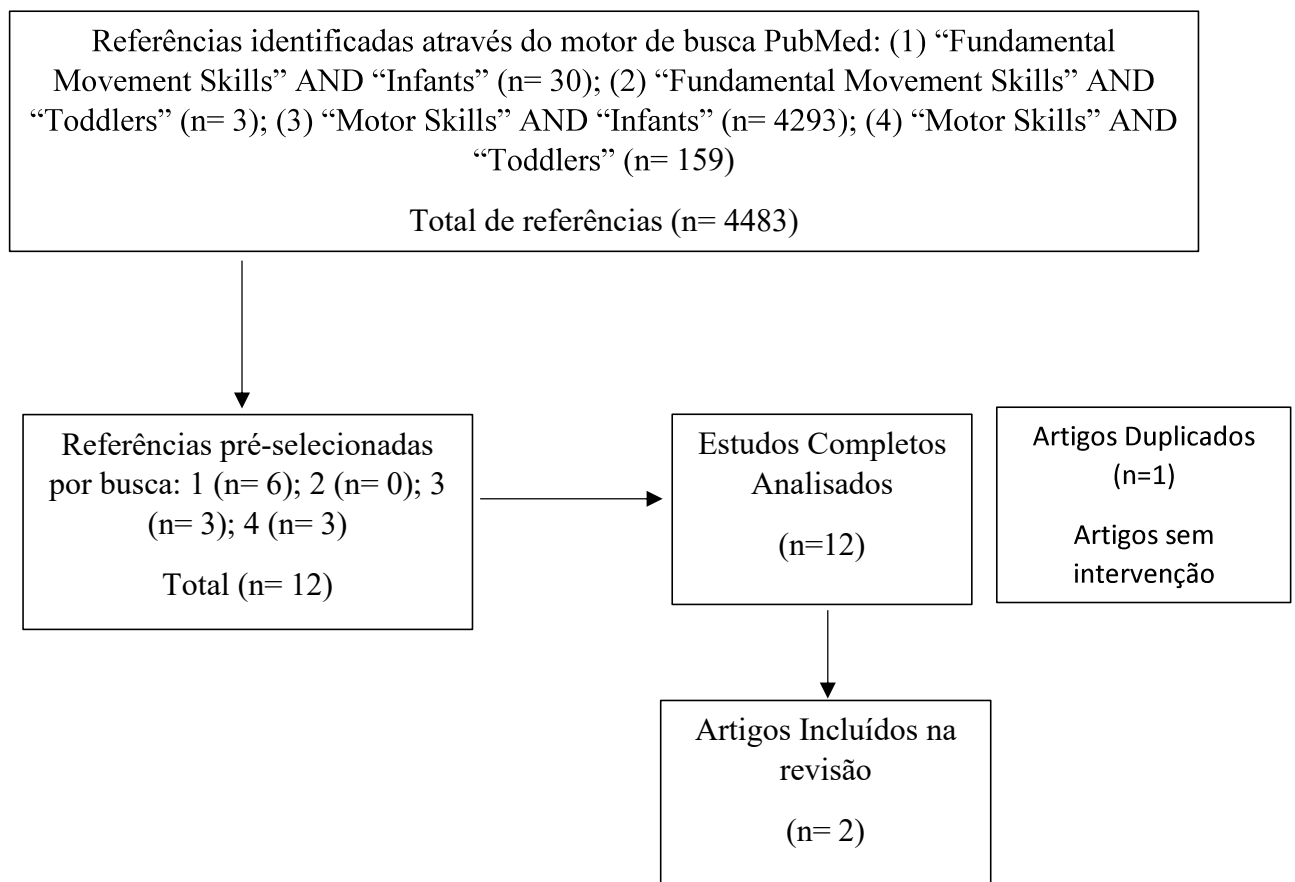 Referências identificadas através do motor de busca PubMed: (1) “Fundamental
Movement Skills” AND “Infants” (n= 30); (2) “Fundamental Movement Skills” AND
“Toddlers” (n= 3); (3) “Motor Skills” AND “Infants” (n= 4293); (4) “Motor Skills” AND
“Toddlers” (n= 159)
Total de referências (n= 4483)
Referências pré-selecionadas
por busca: 1 (n= 6); 2 (n= 0); 3
(n= 3); 4 (n= 3)
Total (n= 12)
Estudos Completos
Analisados
(n=12)
Artigos Duplicados
(n=1)
Artigos sem
intervenção
Artigos Incluídos na
revisão
(n= 2)